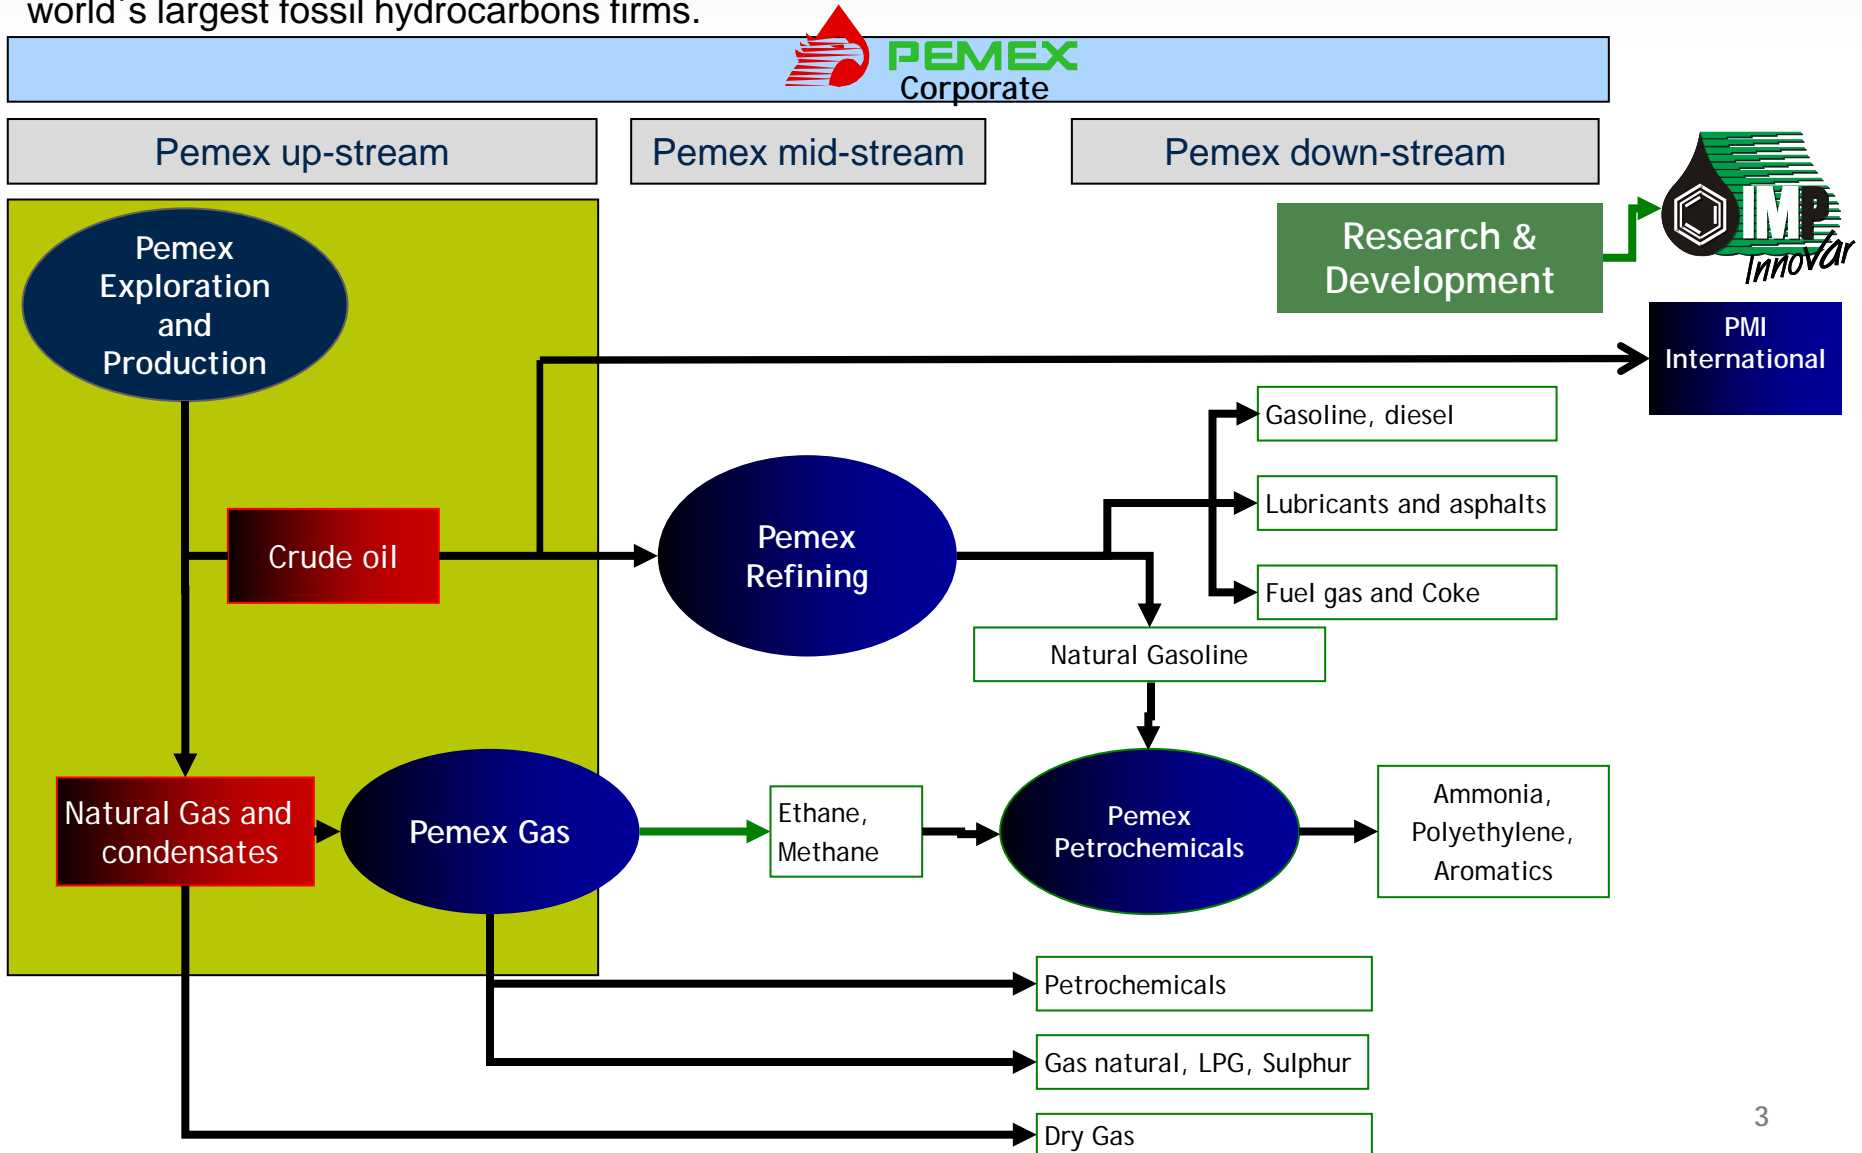 world's largest fossil hydrocarbons firms.
PEMEX
Corporate
Pemex up-stream
Pemex mid-stream
Pemex down-stream
Research &
Development
IMP
Innovar
PMI
International
Pemex
Exploration
and
Production
Gasoline, diesel
Lubricants and asphalts
Fuel gas and Coke
Crude oil
Pemex
Refining
Natural Gasoline
Natural Gas and
condensates
Pemex Gas
Ethane,
Methane
Pemex
Petrochemicals
Ammonia,
Polyethylene,
Aromatics
Petrochemicals
Gas natural, LPG, Sulphur
Dry Gas
3